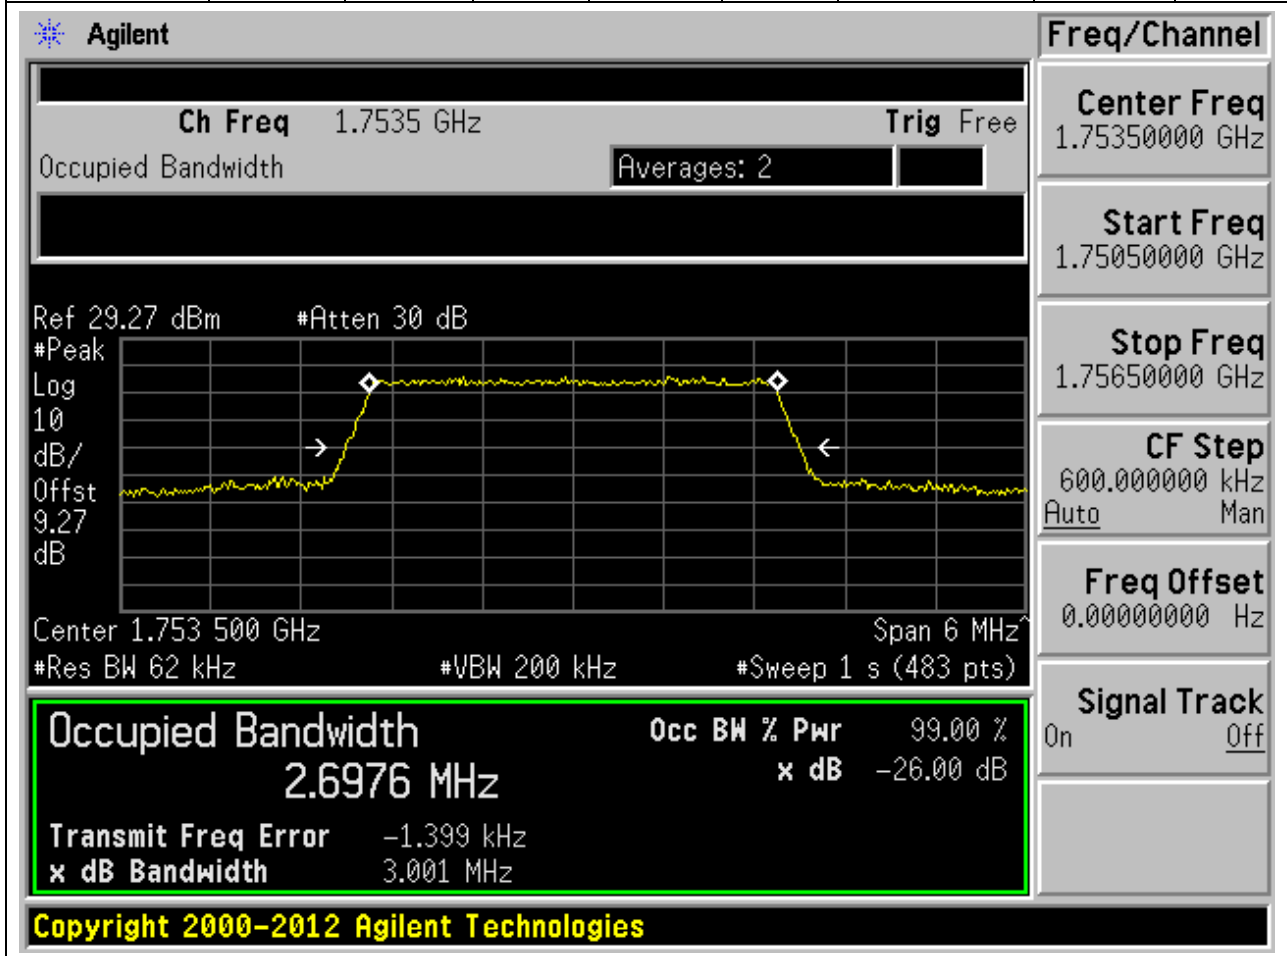 Agilent
Freq/Channel
Ch Freq 1.7535 GHz Trig Free
Occupied Bandwidth Averages: 2
Center Freq
1.75350000 GHz
Start Freq
1.75050000 GHz
Stop Freq
1.75650000 GHz
CF Step
600.000000 kHz
Auto Man
Freq Offset
0.00000000 Hz
Signal Track
On Off
Ref 29.27 dBm #Atten 30 dB
#Peak
Log
10
dB/
Offst
9.27
dB
Center 1.753 500 GHz Span 6 MHz^
#Res BW 62 kHz #VBW 200 kHz #Sweep 1 s (483 pts)
Occupied Bandwidth Occ BW % Pwr 99.00 %
2.6976 MHz x dB -26.00 dB
Transmit Freq Error -1.399 kHz
x dB Bandwidth 3.001 MHz
Copyright 2000-2012 Agilent Technologies